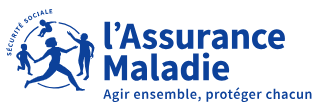 SÉCURITÉ SOCIALE
l'Assurance
Maladie
Agir ensemble, protéger chacun